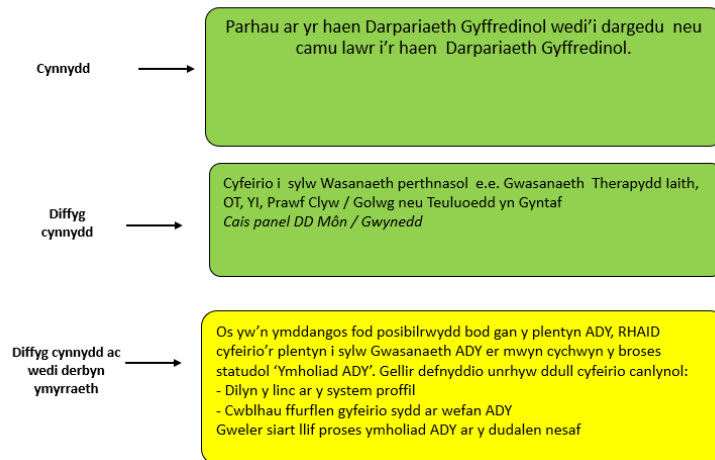 Cynnydd
Parhau ar yr haen Darpariaeth Gyffredinol wedi'i dargedu neu
camu lawr i'r haen Darpariaeth Gyffredinol.
Diffyg
cynnydd
Cyfeirio i sylw Wasanaeth perthnasol e.e. Gwasanaeth Therapydd Iaith,
OT, YI, Prawf Clyw / Golwg neu Teuluoedd yn Gyntaf
Cais panel DD Môn / Gwynedd
Diffyg cynnydd ac
wedi derbyn
ymyrraeth
Os yw'n ymddangos fod posibilrwydd bod gan y plentyn ADY, RHAID
cyfeirio'r plentyn i sylw Gwasanaeth ADY er mwyn cychwyn y broses
statudol 'Ymholiad ADY'. Gellir defnyddio unrhyw ddull cyfeirio canlynol:
- Dilyn y linc ar y system proffil
- Cwblhau ffurflen gyfeirio sydd ar wefan ADY
Gweler siart llif proses ymholiad ADY ar y dudalen nesaf